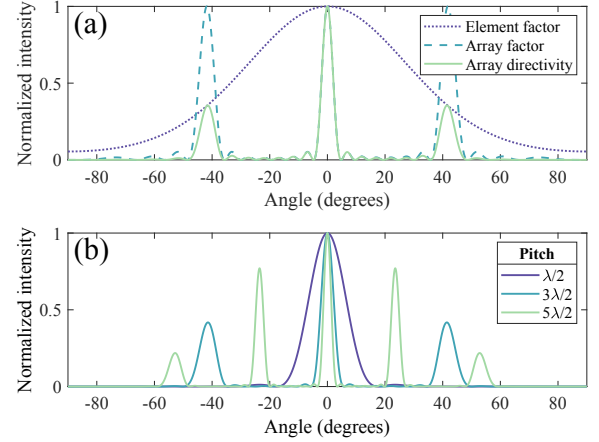 (a)
Normalized intensity
1
0.5
0
Element factor
Array factor
Array directivity
-80 -60 -40 -20 0 20 40 60 80
Angle (degrees)
(b)
Normalized intensity
1
0.5
0
Pitch
λ/2
3λ/2
5λ/2
-80 -60 -40 -20 0 20 40 60 80
Angle (degrees)